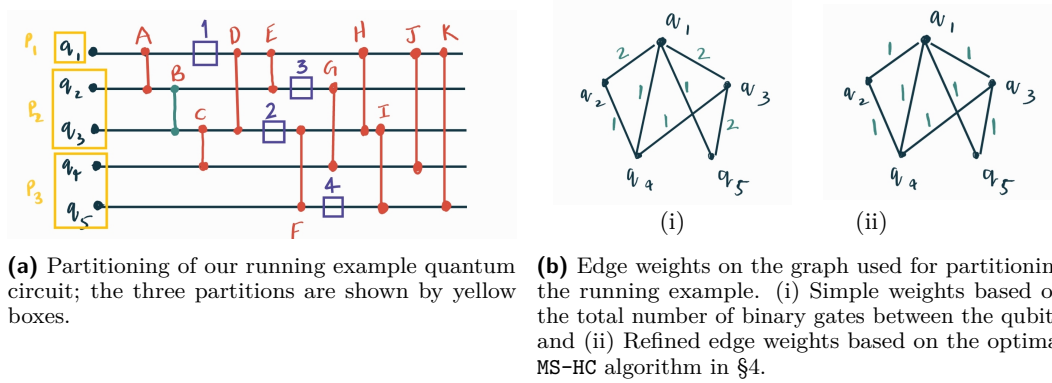 P₁ q₁ A 1 D E H J K
q₂ B 3 G
P₂
q₃ C 2 I
q₄
P₃ 4
q₅ F
(i)
q₁
2 2
q₂ 1 q₃
1 1 2
q₄ q₅
(i)
(ii)
q₁
1 1
q₂ 1 1 q₃
1 1 1
q₄ q₅
(ii)
(a) Partitioning of our running example quantum
circuit; the three partitions are shown by yellow
boxes.
(b) Edge weights on the graph used for partitionin
the running example. (i) Simple weights based o
the total number of binary gates between the qubit
and (ii) Refined edge weights based on the optima
MS-HC algorithm in §4.